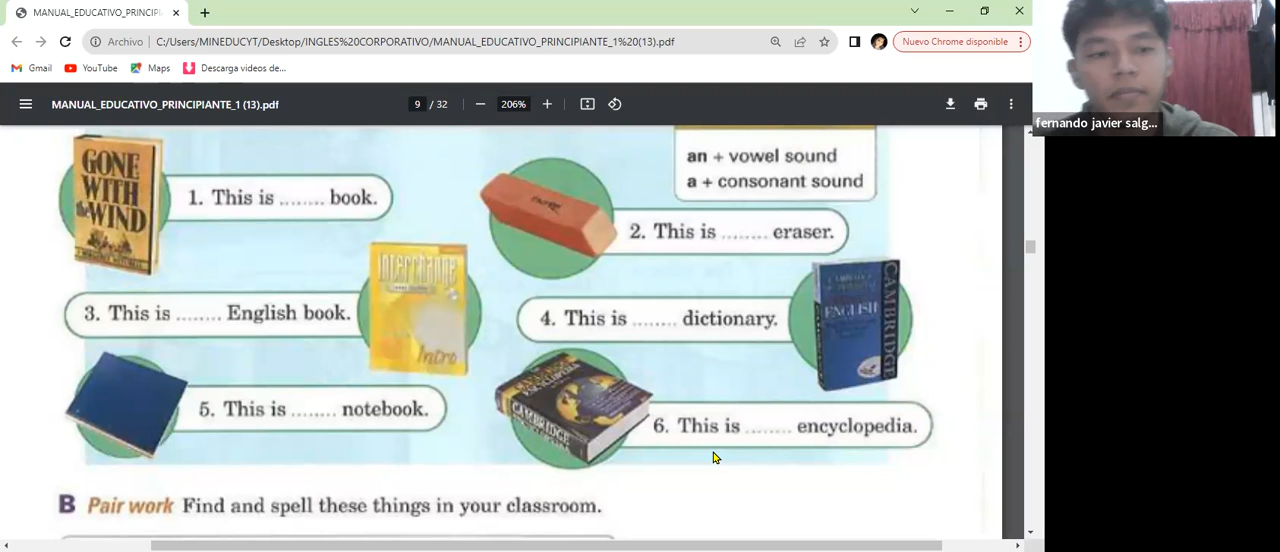 MANUAL_EDUCATIVO_PRINCIPI
Archivo C:/Users/MINEDUCYT/Desktop/INGLES%20CORPORATIVO/MANUAL_EDUCATIVO_PRINCIPIANTE_1%20(13).pdf
Nuevo Chrome disponible
Gmail YouTube Maps Descarga videos de...
MANUAL_EDUCATIVO_PRINCIPIANTE_1 (13).pdf 9 / 32 206%
fernando javier salg...
an + vowel sound
a + consonant sound
GONE
WITH
the WIND
1. This is ........ book.
2. This is ........ eraser.
interchange
Intro
3. This is ........ English book.
4. This is ........ dictionary.
ENGLISH
CAMBRIDGE
5. This is ........ notebook.
6. This is ........ encyclopedia.
B Pair work Find and spell these things in your classroom.